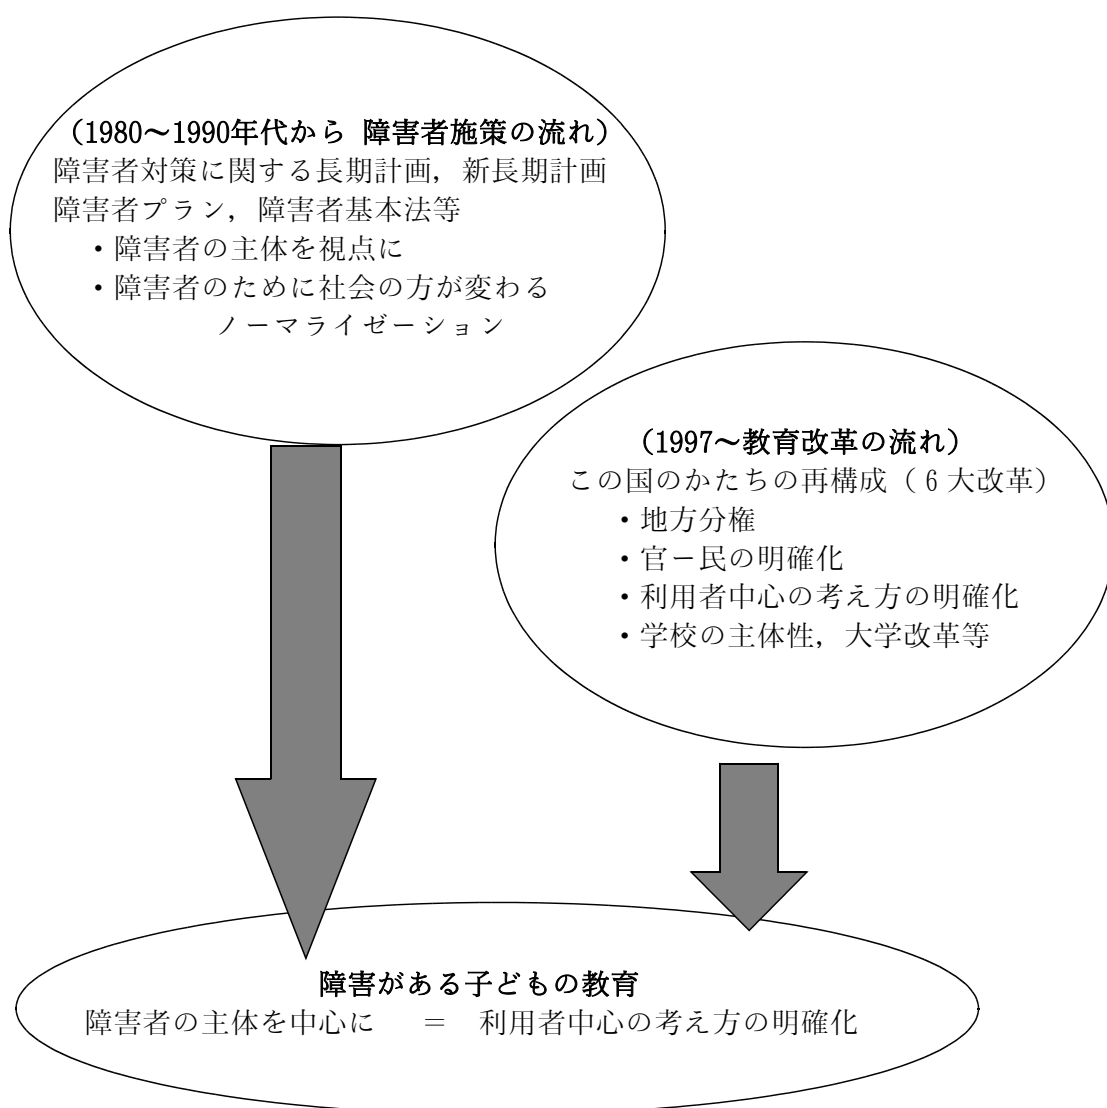 （1980～1990年代から 障害者施策の流れ）
障害者対策に関する長期計画，新長期計画
障害者プラン，障害者基本法等
・障害者の主体を視点に
・障害者のために社会の方が変わる
ノーマライゼーション
（1997～教育改革の流れ）
この国のかたちの再構成（６大改革）
・地方分権
・官－民の明確化
・利用者中心の考え方の明確化
・学校の主体性，大学改革等
障害がある子どもの教育
障害者の主体を中心に　＝　利用者中心の考え方の明確化